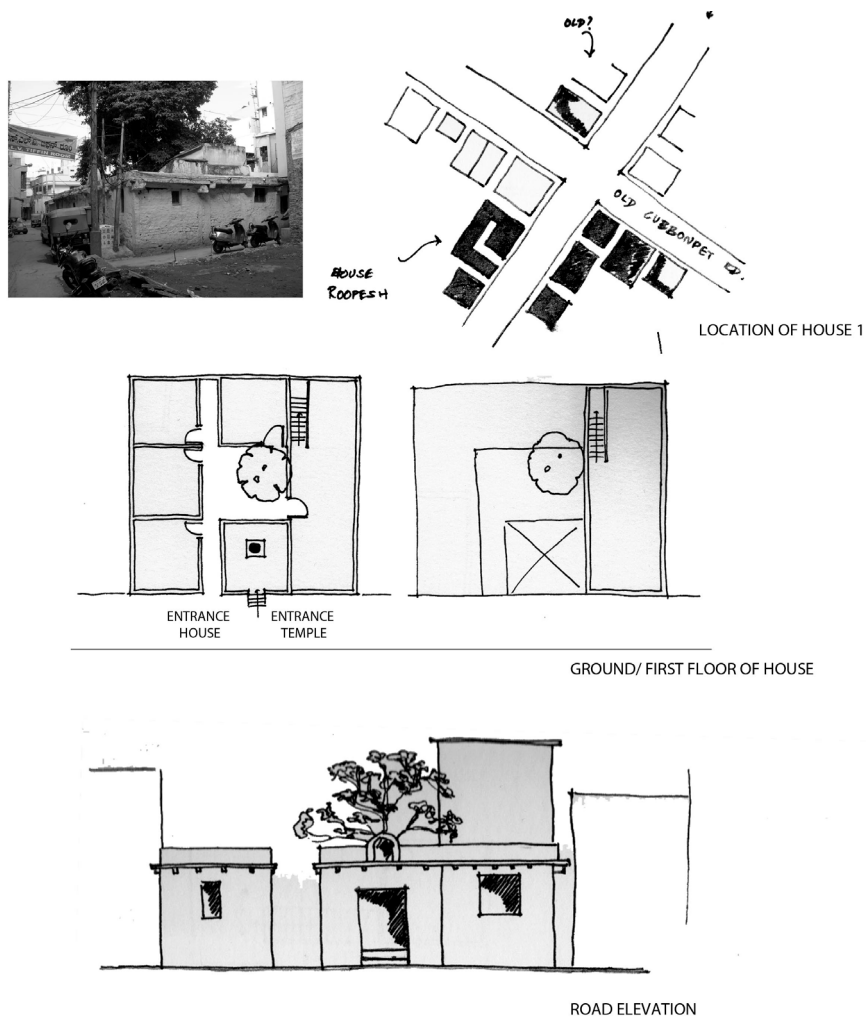 OLD?
OLD CUBBONPET RD.
HOUSE
ROOPESH
LOCATION OF HOUSE 1
ENTRANCE
HOUSE
ENTRANCE
TEMPLE
GROUND/ FIRST FLOOR OF HOUSE
ROAD ELEVATION